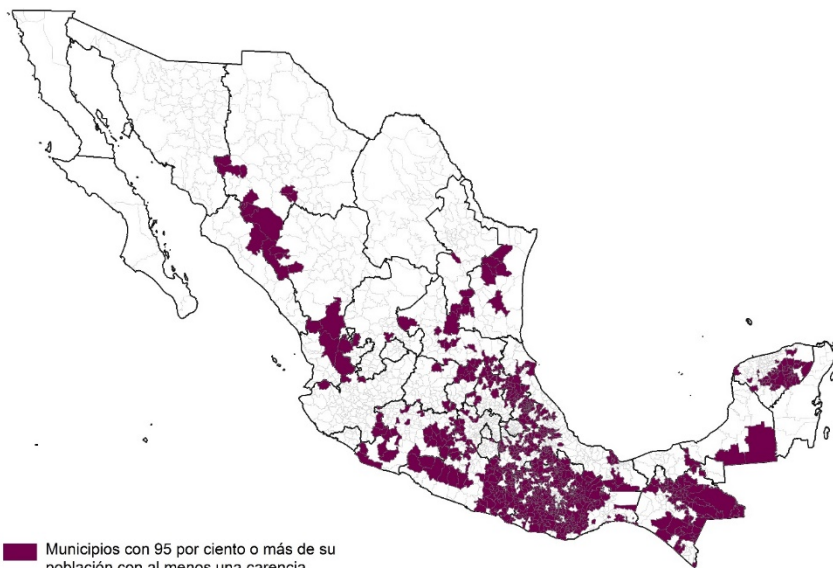 Municipios con 95 por ciento o más de su
población con al menos una carencia